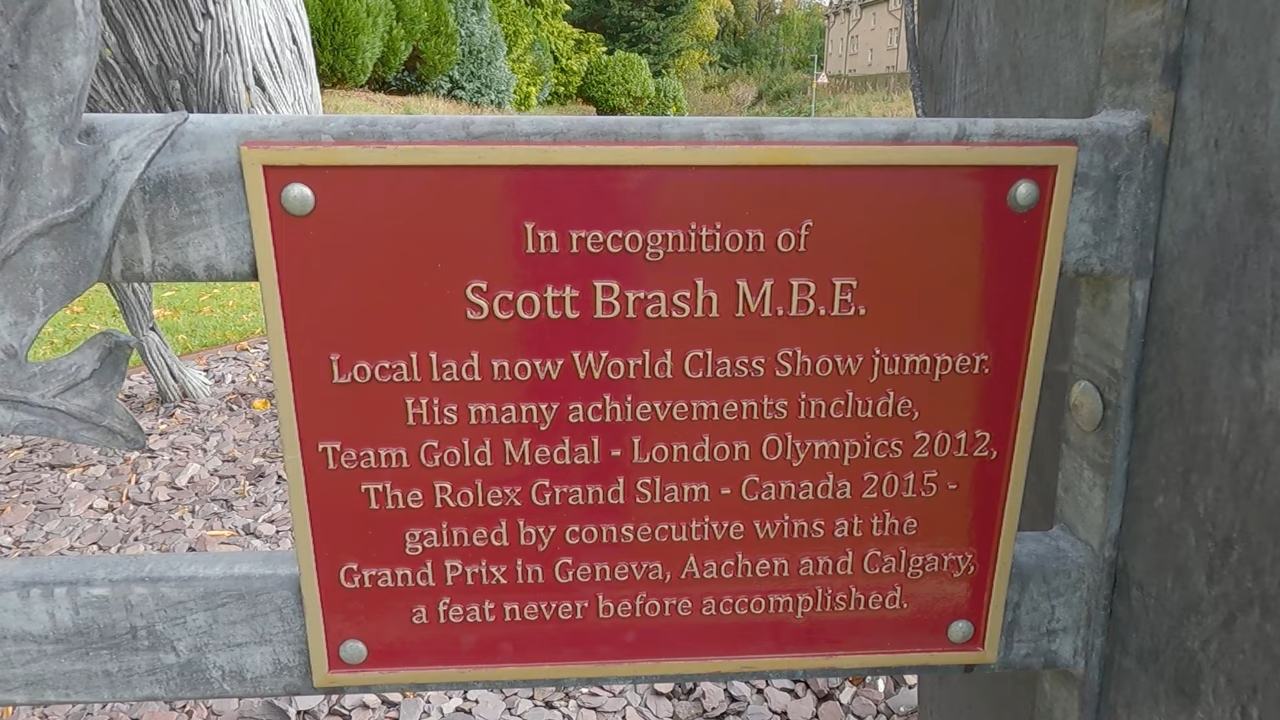 In recognition of
Scott Brash M.B.E.
Local lad now World Class Show jumper.
His many achievements include,
Team Gold Medal - London Olympics 2012,
The Rolex Grand Slam - Canada 2015 -
gained by consecutive wins at the
Grand Prix in Geneva, Aachen and Calgary,
a feat never before accomplished.